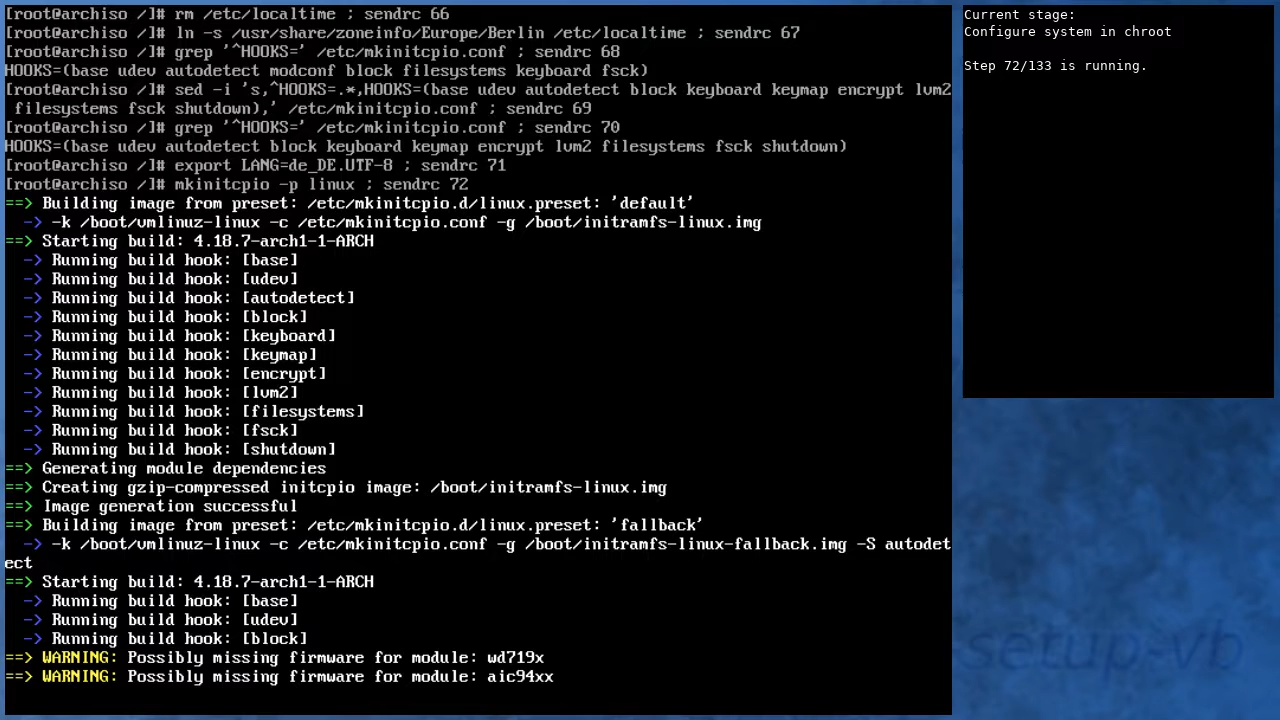 [root@archiso /]# rm /etc/localtime ; sendrc 66
[root@archiso /]# ln -s /usr/share/zoneinfo/Europe/Berlin /etc/localtime ; sendrc 67
[root@archiso /]# grep '^HOOKS=' /etc/mkinitcpio.conf ; sendrc 68
HOOKS=(base udev autodetect modconf block filesystems keyboard fsck)
[root@archiso /]# sed -i 's,^HOOKS=.*,HOOKS=(base udev autodetect block keyboard keymap encrypt lvm2
 filesystems fsck shutdown),' /etc/mkinitcpio.conf ; sendrc 69
[root@archiso /]# grep '^HOOKS=' /etc/mkinitcpio.conf ; sendrc 70
HOOKS=(base udev autodetect block keyboard keymap encrypt lvm2 filesystems fsck shutdown)
[root@archiso /]# export LANG=de_DE.UTF-8 ; sendrc 71
[root@archiso /]# mkinitcpio -p linux ; sendrc 72
==> Building image from preset: /etc/mkinitcpio.d/linux.preset: 'default'
  -> -k /boot/vmlinuz-linux -c /etc/mkinitcpio.conf -g /boot/initramfs-linux.img
==> Starting build: 4.18.7-arch1-1-ARCH
  -> Running build hook: [base]
  -> Running build hook: [udev]
  -> Running build hook: [autodetect]
  -> Running build hook: [block]
  -> Running build hook: [keyboard]
  -> Running build hook: [keymap]
  -> Running build hook: [encrypt]
  -> Running build hook: [lvm2]
  -> Running build hook: [filesystems]
  -> Running build hook: [fsck]
  -> Running build hook: [shutdown]
==> Generating module dependencies
==> Creating gzip-compressed initcpio image: /boot/initramfs-linux.img
==> Image generation successful
==> Building image from preset: /etc/mkinitcpio.d/linux.preset: 'fallback'
  -> -k /boot/vmlinuz-linux -c /etc/mkinitcpio.conf -g /boot/initramfs-linux-fallback.img -S autodet
ect
==> Starting build: 4.18.7-arch1-1-ARCH
  -> Running build hook: [base]
  -> Running build hook: [udev]
  -> Running build hook: [block]
==> WARNING: Possibly missing firmware for module: wd719x
==> WARNING: Possibly missing firmware for module: aic94xx
Current stage:
Configure system in chroot
Step 72/133 is running.
setup-vb